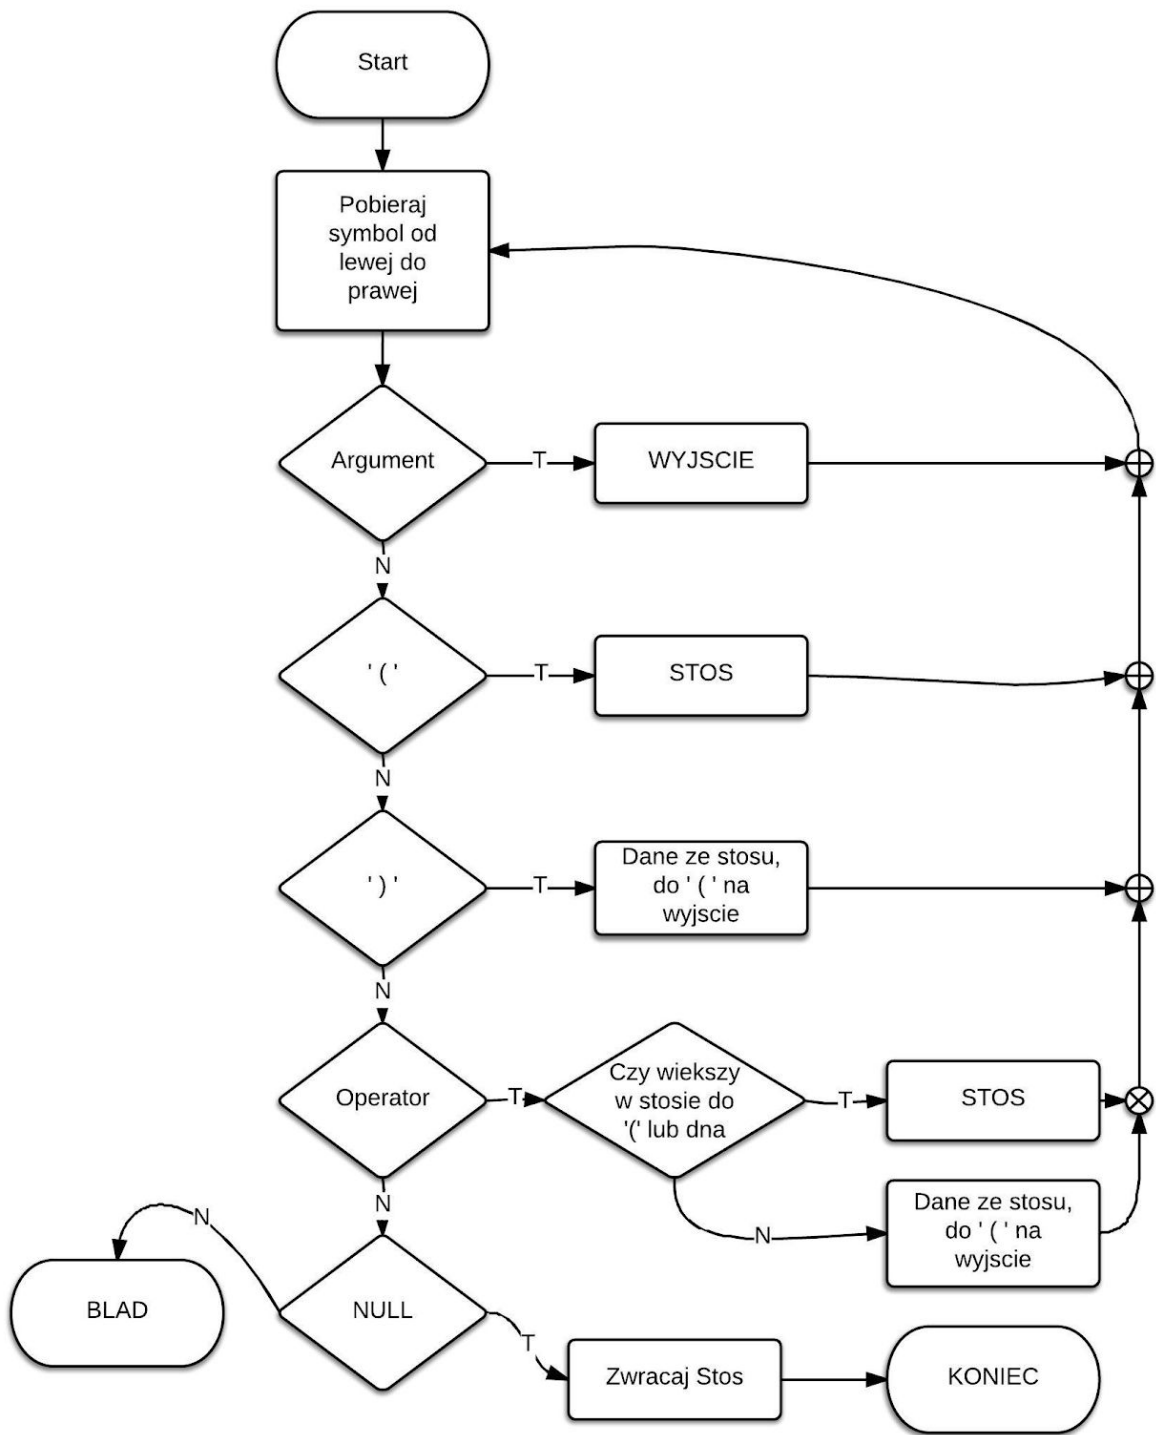 Start
Pobieraj
symbol od
lewej do
prawej
Argument
T
WYJSCIE
N
' ( '
T
STOS
N
' ) '
T
Dane ze stosu,
do ' ( ' na
wyjscie
N
Operator
T
Czy wiekszy
w stosie do
'(' lub dna
T
STOS
N
Dane ze stosu,
do ' ( ' na
wyjscie
N
N
BLAD
NULL
T
Zwracaj Stos
KONIEC